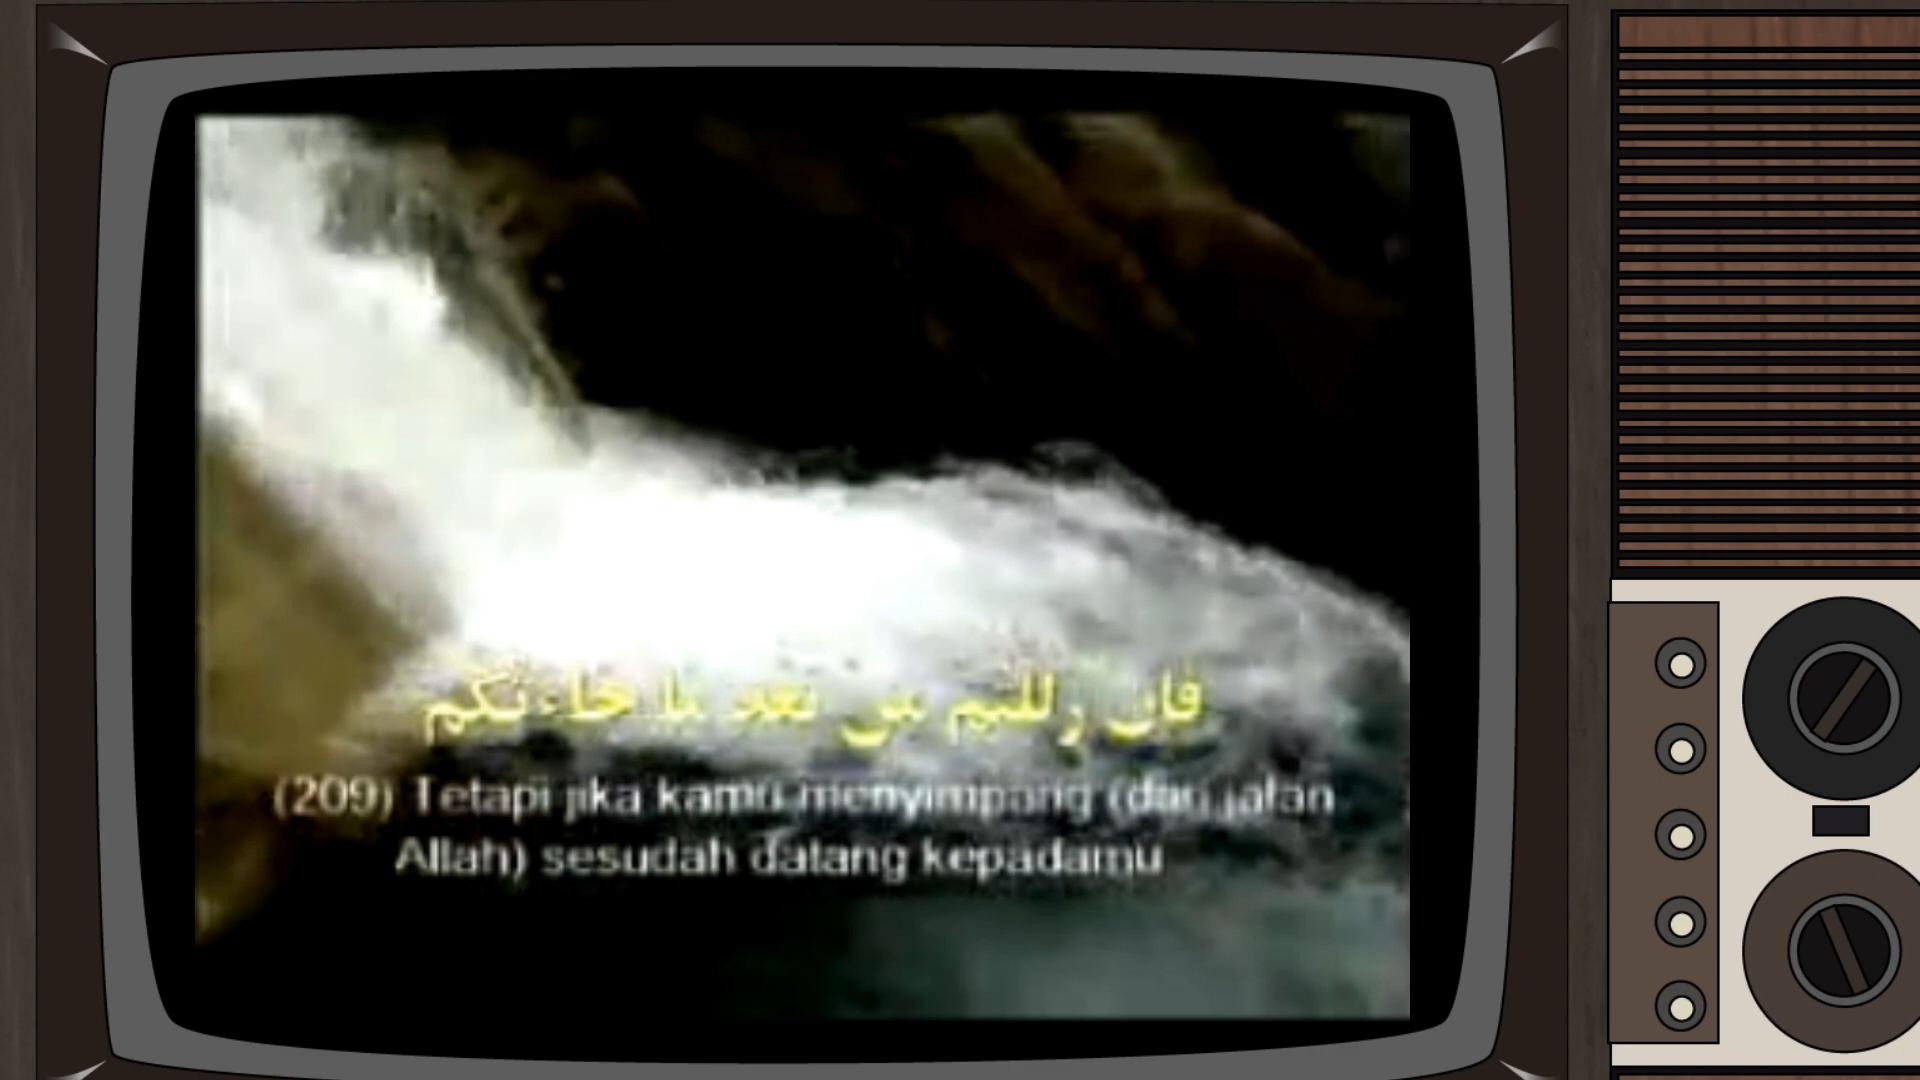 فإن زللتم من بعد ما جاءتكم
(209) Tetapi jika kamu menyimpang (dari jalan
Allah) sesudah datang kepadamu